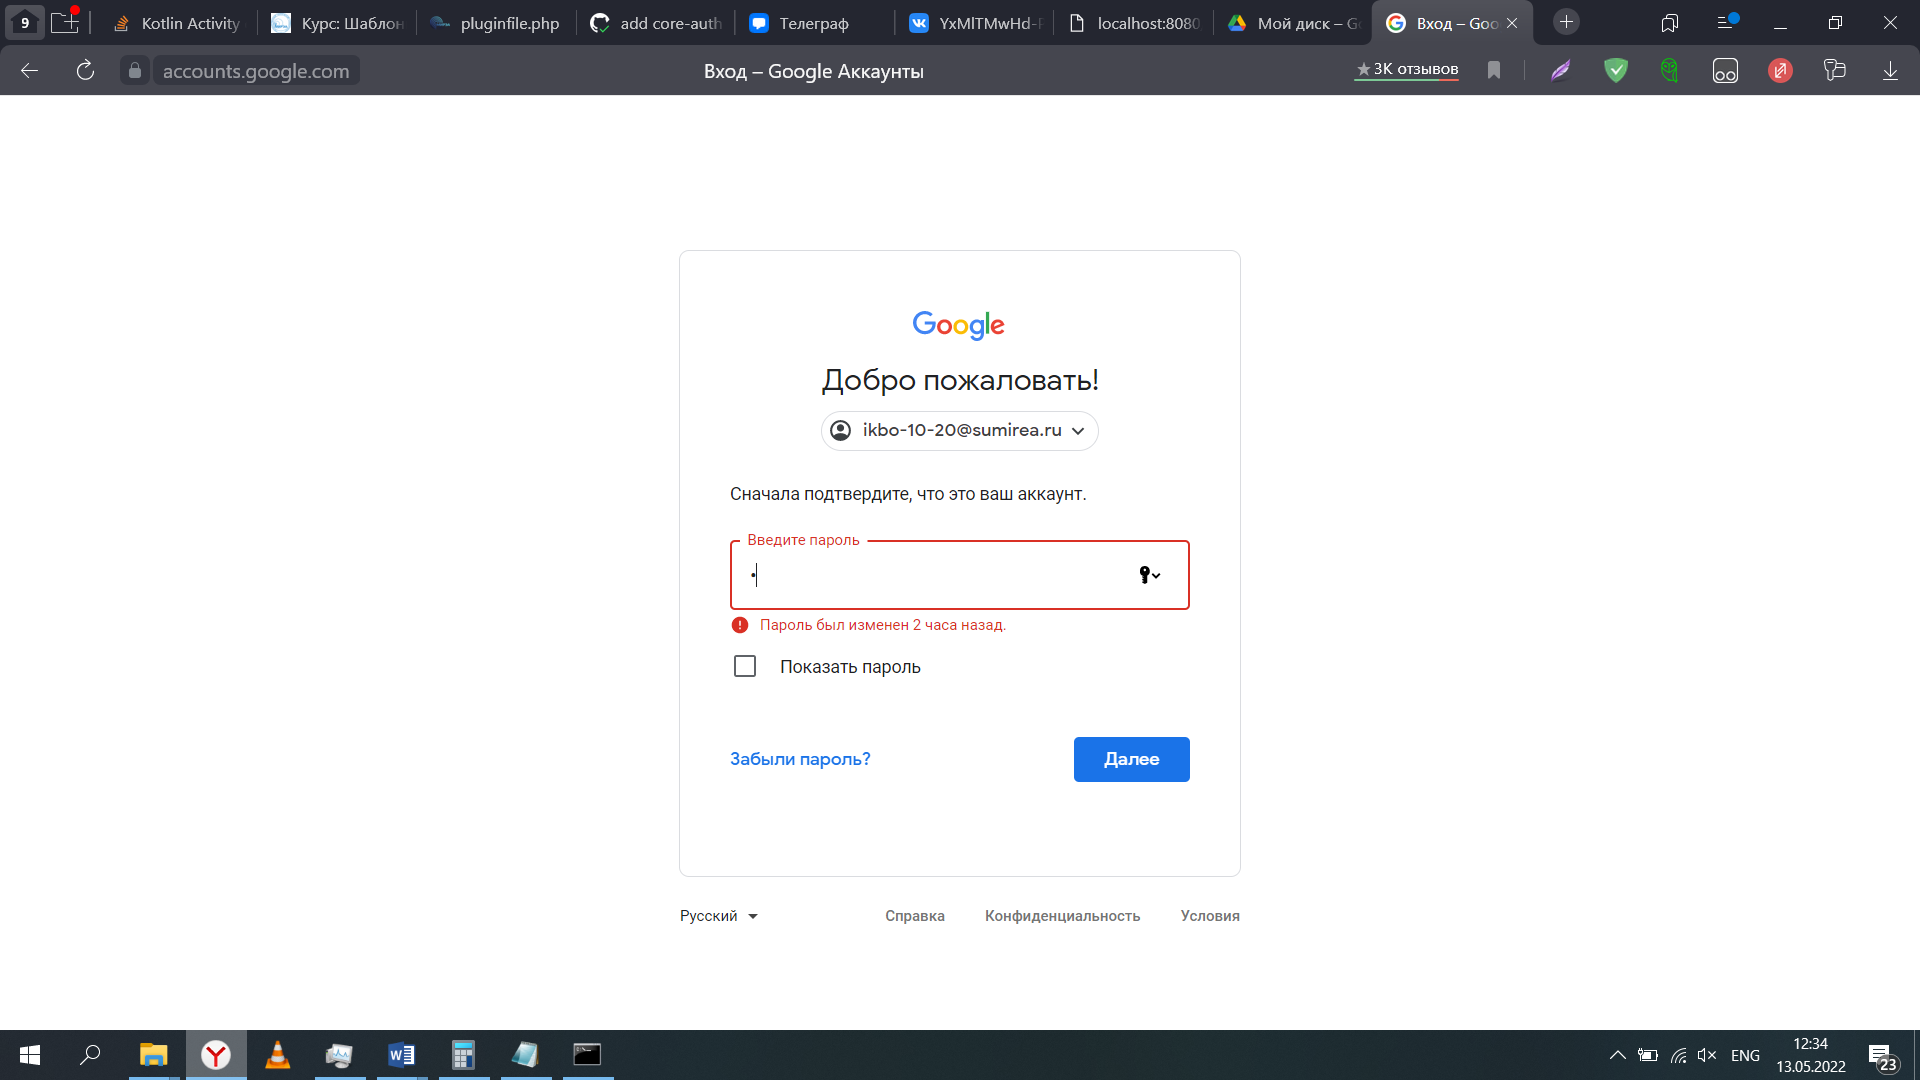 9
Kotlin Activity
Курс: Шаблон
pluginfile.php
add core-auth
Телеграф
localhost:8080
Мой диск – Go
Вход – Goo
accounts.google.com
Вход – Google Аккаунты
★3K отзывов
Google
Добро пожаловать!
ikbo-10-20@sumirea.ru
Сначала подтвердите, что это ваш аккаунт.
Введите пароль
Пароль был изменен 2 часа назад.
Показать пароль
Забыли пароль?
Далее
Русский
Справка
Конфиденциальность
Условия
ENG
12:34
13.05.2022
23